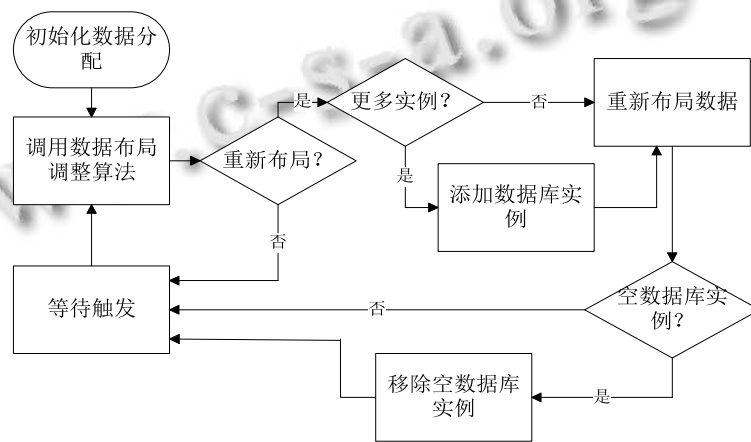 初始化数据分
配
调用数据布局
调整算法
重新布局?
是
更多实例?
否
重新布局数据
是
添加数据库实
例
否
等待触发
否
空数据库实
例?
移除空数据库
实例
是
www.c-s-a.org